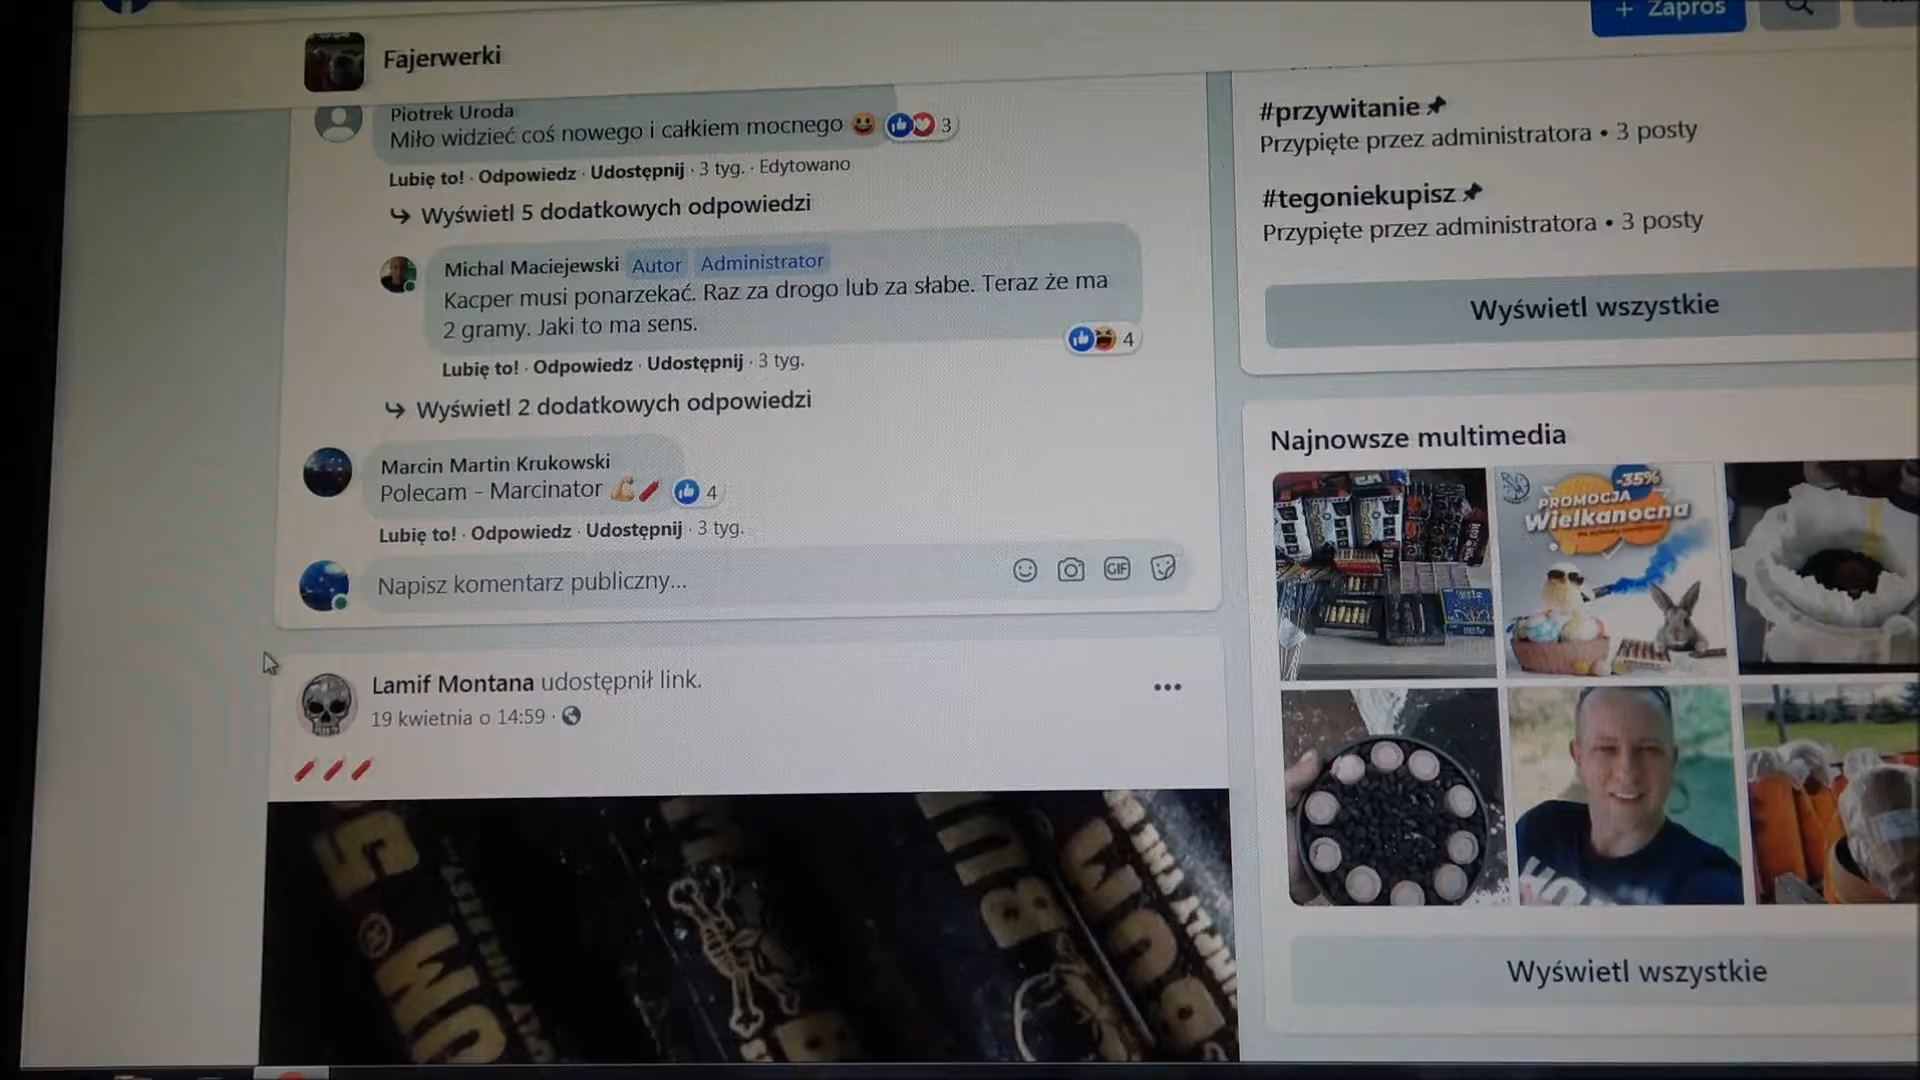 + Zaproś
Fajerwerki
Piotrek Uroda
Miło widzieć coś nowego i całkiem mocnego 😃 3
Lubię to! · Odpowiedz · Udostępnij · 3 tyg. · Edytowano
Wyświetl 5 dodatkowych odpowiedzi
Michal Maciejewski Autor Administrator
Kacper musi ponarzekać. Raz za drogo lub za słabe. Teraz że ma
2 gramy. Jaki to ma sens.
4
Lubię to! · Odpowiedz · Udostępnij · 3 tyg.
Wyświetl 2 dodatkowych odpowiedzi
Marcin Martin Krukowski
Polecam - Marcinator 💪🧨 4
Lubię to! · Odpowiedz · Udostępnij · 3 tyg.
Napisz komentarz publiczny...
GIF
Lamif Montana udostępnił link.
19 kwietnia o 14:59 ·
🧨🧨🧨
#przywitanie
Przypięte przez administratora • 3 posty
#tegoniekupisz
Przypięte przez administratora • 3 posty
Wyświetl wszystkie
Najnowsze multimedia
-35%
PROMOCJA
Wielkanocna
Wyświetl wszystkie